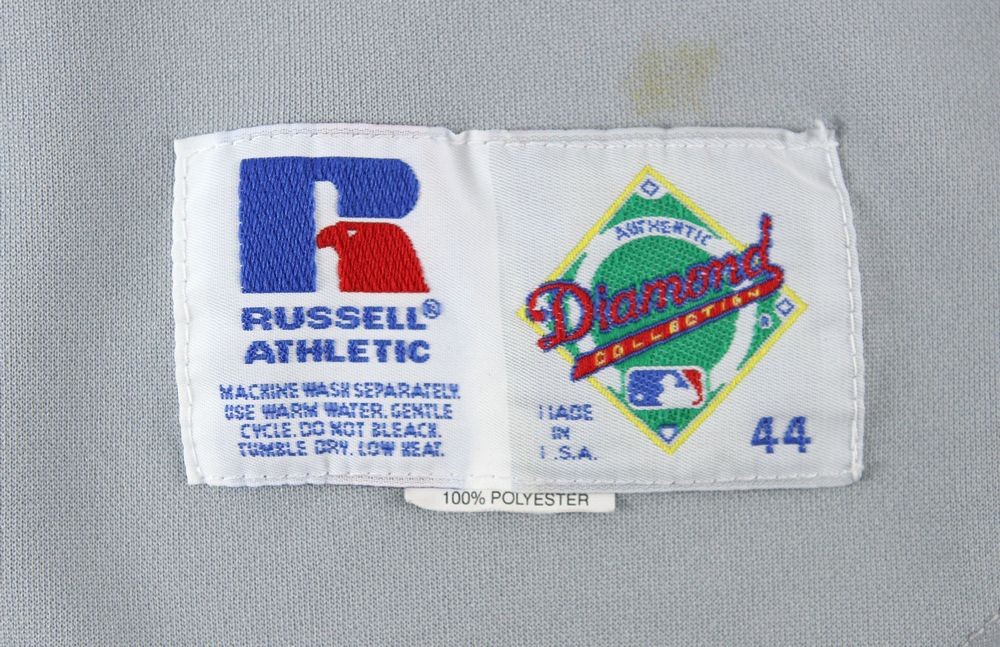 RUSSELL®
ATHLETIC
MACHINE WASH SEPARATELY.
USE WARM WATER. GENTLE
CYCLE. DO NOT BLEACH.
TUMBLE DRY. LOW HEAT.
AUTHENTIC
Diamond
COLLECTION
®
MADE
IN
U.S.A.
44
100% POLYESTER